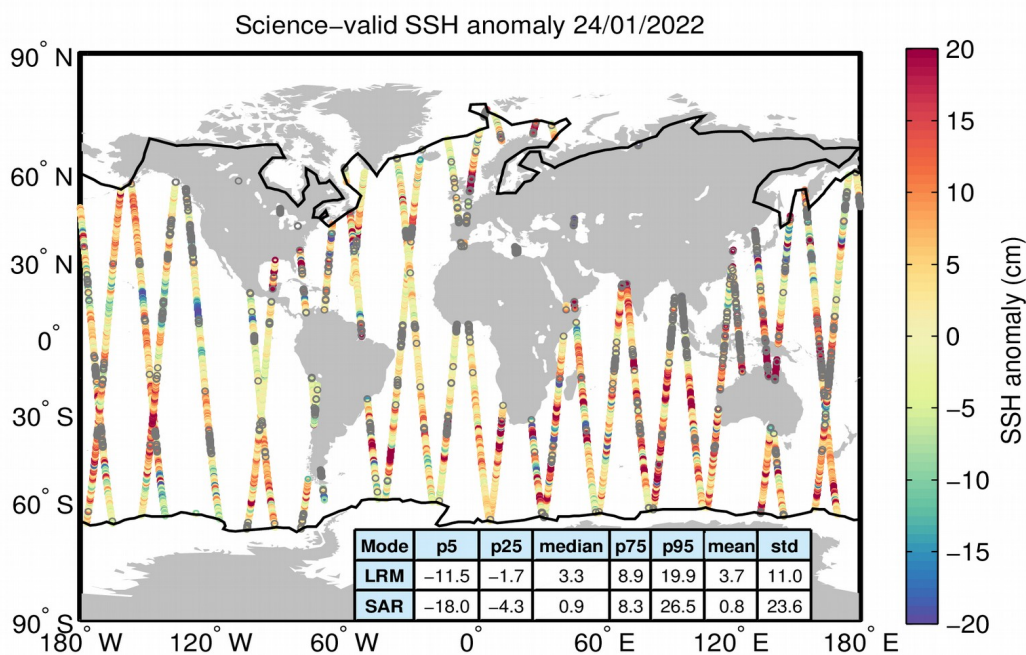 Science−valid SSH anomaly 24/01/2022
90° N
60° N
30° N
0°
30° S
60° S
90° S
180° W
120° W
60° W
0°
60° E
120° E
180° E
Mode p5 p25 median p75 p95 mean std
LRM −11.5 −1.7 3.3 8.9 19.9 3.7 11.0
SAR −18.0 −4.3 0.9 8.3 26.5 0.8 23.6
20
15
10
5
0
−5
−10
−15
−20
SSH anomaly (cm)